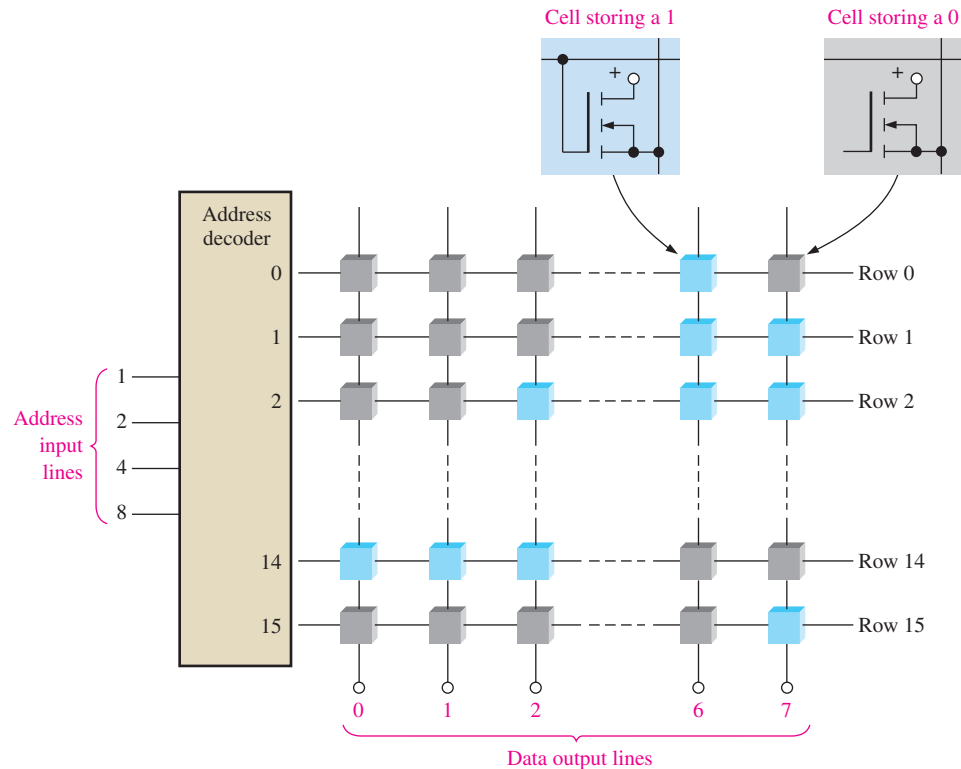 Cell storing a 1
Cell storing a 0
+
+
Address
decoder
0
Row 0
1
Row 1
2
Row 2
Address
input
lines
1
2
4
8
14
Row 14
15
Row 15
0 1 2 6 7
Data output lines